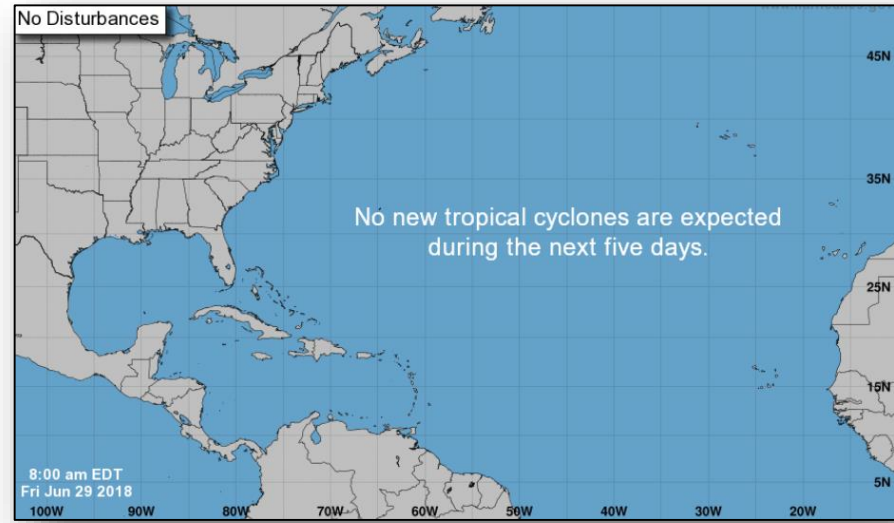 No Disturbances
45N
35N
No new tropical cyclones are expected
during the next five days.
25N
15N
8:00 am EDT
Fri Jun 29 2018
5N
100W 90W 80W 70W 60W 50W 40W 30W 20W